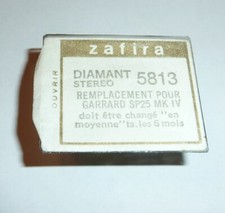 zafira
OUVRIR
DIAMANT 5813
STEREO
REMPLACEMENT POUR
GARRARD SP25 MK IV
doit être changé "en
moyenne" ts. les 6 mois